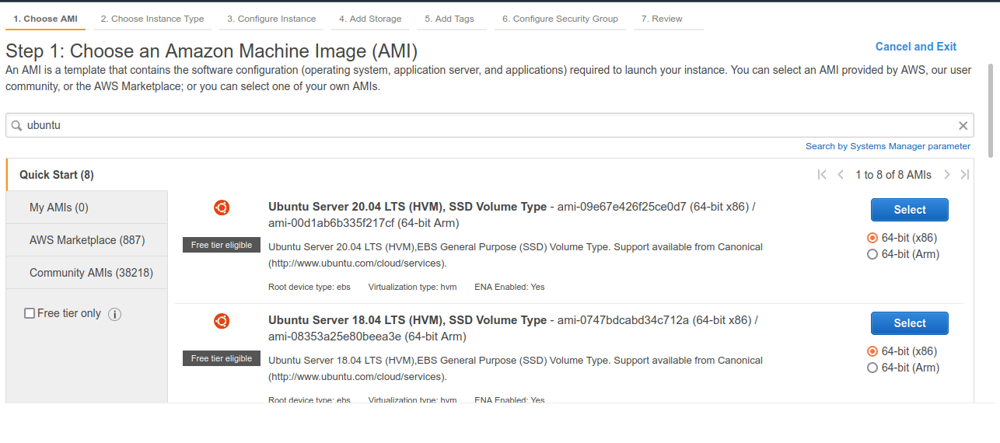 1. Choose AMI 2. Choose Instance Type 3. Configure Instance 4. Add Storage 5. Add Tags 6. Configure Security Group 7. Review
Step 1: Choose an Amazon Machine Image (AMI)
Cancel and Exit
An AMI is a template that contains the software configuration (operating system, application server, and applications) required to launch your instance. You can select an AMI provided by AWS, our user
community, or the AWS Marketplace; or you can select one of your own AMIs.
ubuntu
Search by Systems Manager parameter
Quick Start (8)
1 to 8 of 8 AMIs
My AMIs (0)
AWS Marketplace (887)
Community AMIs (38218)
Free tier only
Ubuntu Server 20.04 LTS (HVM), SSD Volume Type - ami-09e67e426f25ce0d7 (64-bit x86) /
ami-00d1ab6b335f217cf (64-bit Arm)
Free tier eligible
Ubuntu Server 20.04 LTS (HVM),EBS General Purpose (SSD) Volume Type. Support available from Canonical
(http://www.ubuntu.com/cloud/services).
Root device type: ebs Virtualization type: hvm ENA Enabled: Yes
Select
64-bit (x86)
64-bit (Arm)
Ubuntu Server 18.04 LTS (HVM), SSD Volume Type - ami-0747bdcabd34c712a (64-bit x86) /
ami-08353a25e80beea3e (64-bit Arm)
Free tier eligible
Ubuntu Server 18.04 LTS (HVM),EBS General Purpose (SSD) Volume Type. Support available from Canonical
(http://www.ubuntu.com/cloud/services).
Root device type: ebs Virtualization type: hvm ENA Enabled: Yes
Select
64-bit (x86)
64-bit (Arm)